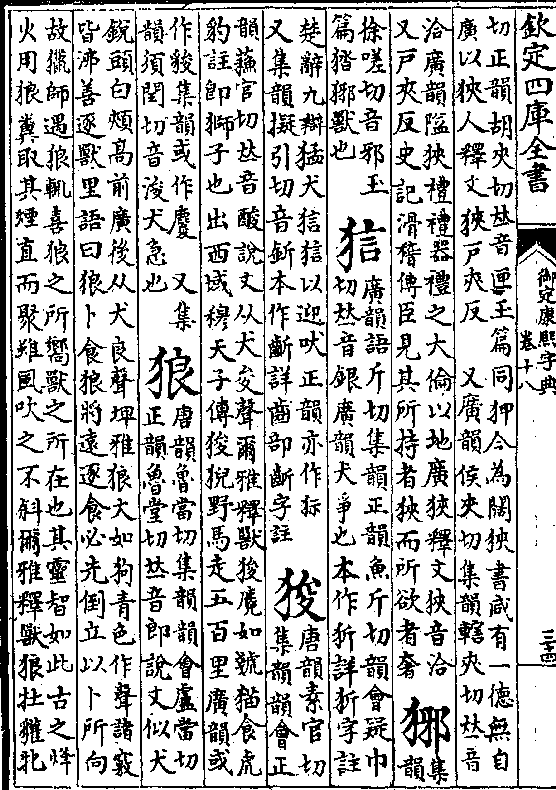 欽定四庫全書
御定康熙字典
卷十八
三四
切正韻胡夾切𠀤音匣玉篇同狎今為闊狹書咸有一德無自
廣以狹人釋文狹戸夾反 又廣韻侯夾切集韻轄夾切𠀤音
洽廣韻隘狹禮禮器禮之大倫以地廣狹釋文狹音洽
又戸夾反史記滑稽傳臣見其所持者狹而所欲者奢
集
韻
徐嗟切音邪玉
篇 獸也
狺
廣韻語斤切集韻正韻魚斤切韻會疑巾
切𠀤音銀廣韻犬爭也本作㹞詳㹞字註
楚辭九辯猛犬狺狺以迎吠正韻亦作
又集韻擬引切音釿本作齗詳齒部齗字註
狻
唐韻素官切
集韻韻會正
韻蘇官切𠀤音酸說文从犬夋聲爾雅釋獸狻麑如虦猫食虎
豹註即獅子也出西域穆天子傳狻猊野馬走五百里廣韻或
作㕙集韻或作 又集
韻須閏切音浚犬急也
狼
唐韻魯當切集韻韻會盧當切
正韻魯堂切𠀤音郎說文似犬
銳頭白頰高前廣後从犬良聲埤雅狼大如狗青色作聲諸竅
皆沸善逐獸里語曰狼卜食狼將遠逐食必先倒立以卜所向
故獵師遇狼輒喜狼之所嚮獸之所在也其靈智如此古之烽
火用狼糞取其煙直而聚雖風吹之不斜爾雅釋獸狼牡貛牝